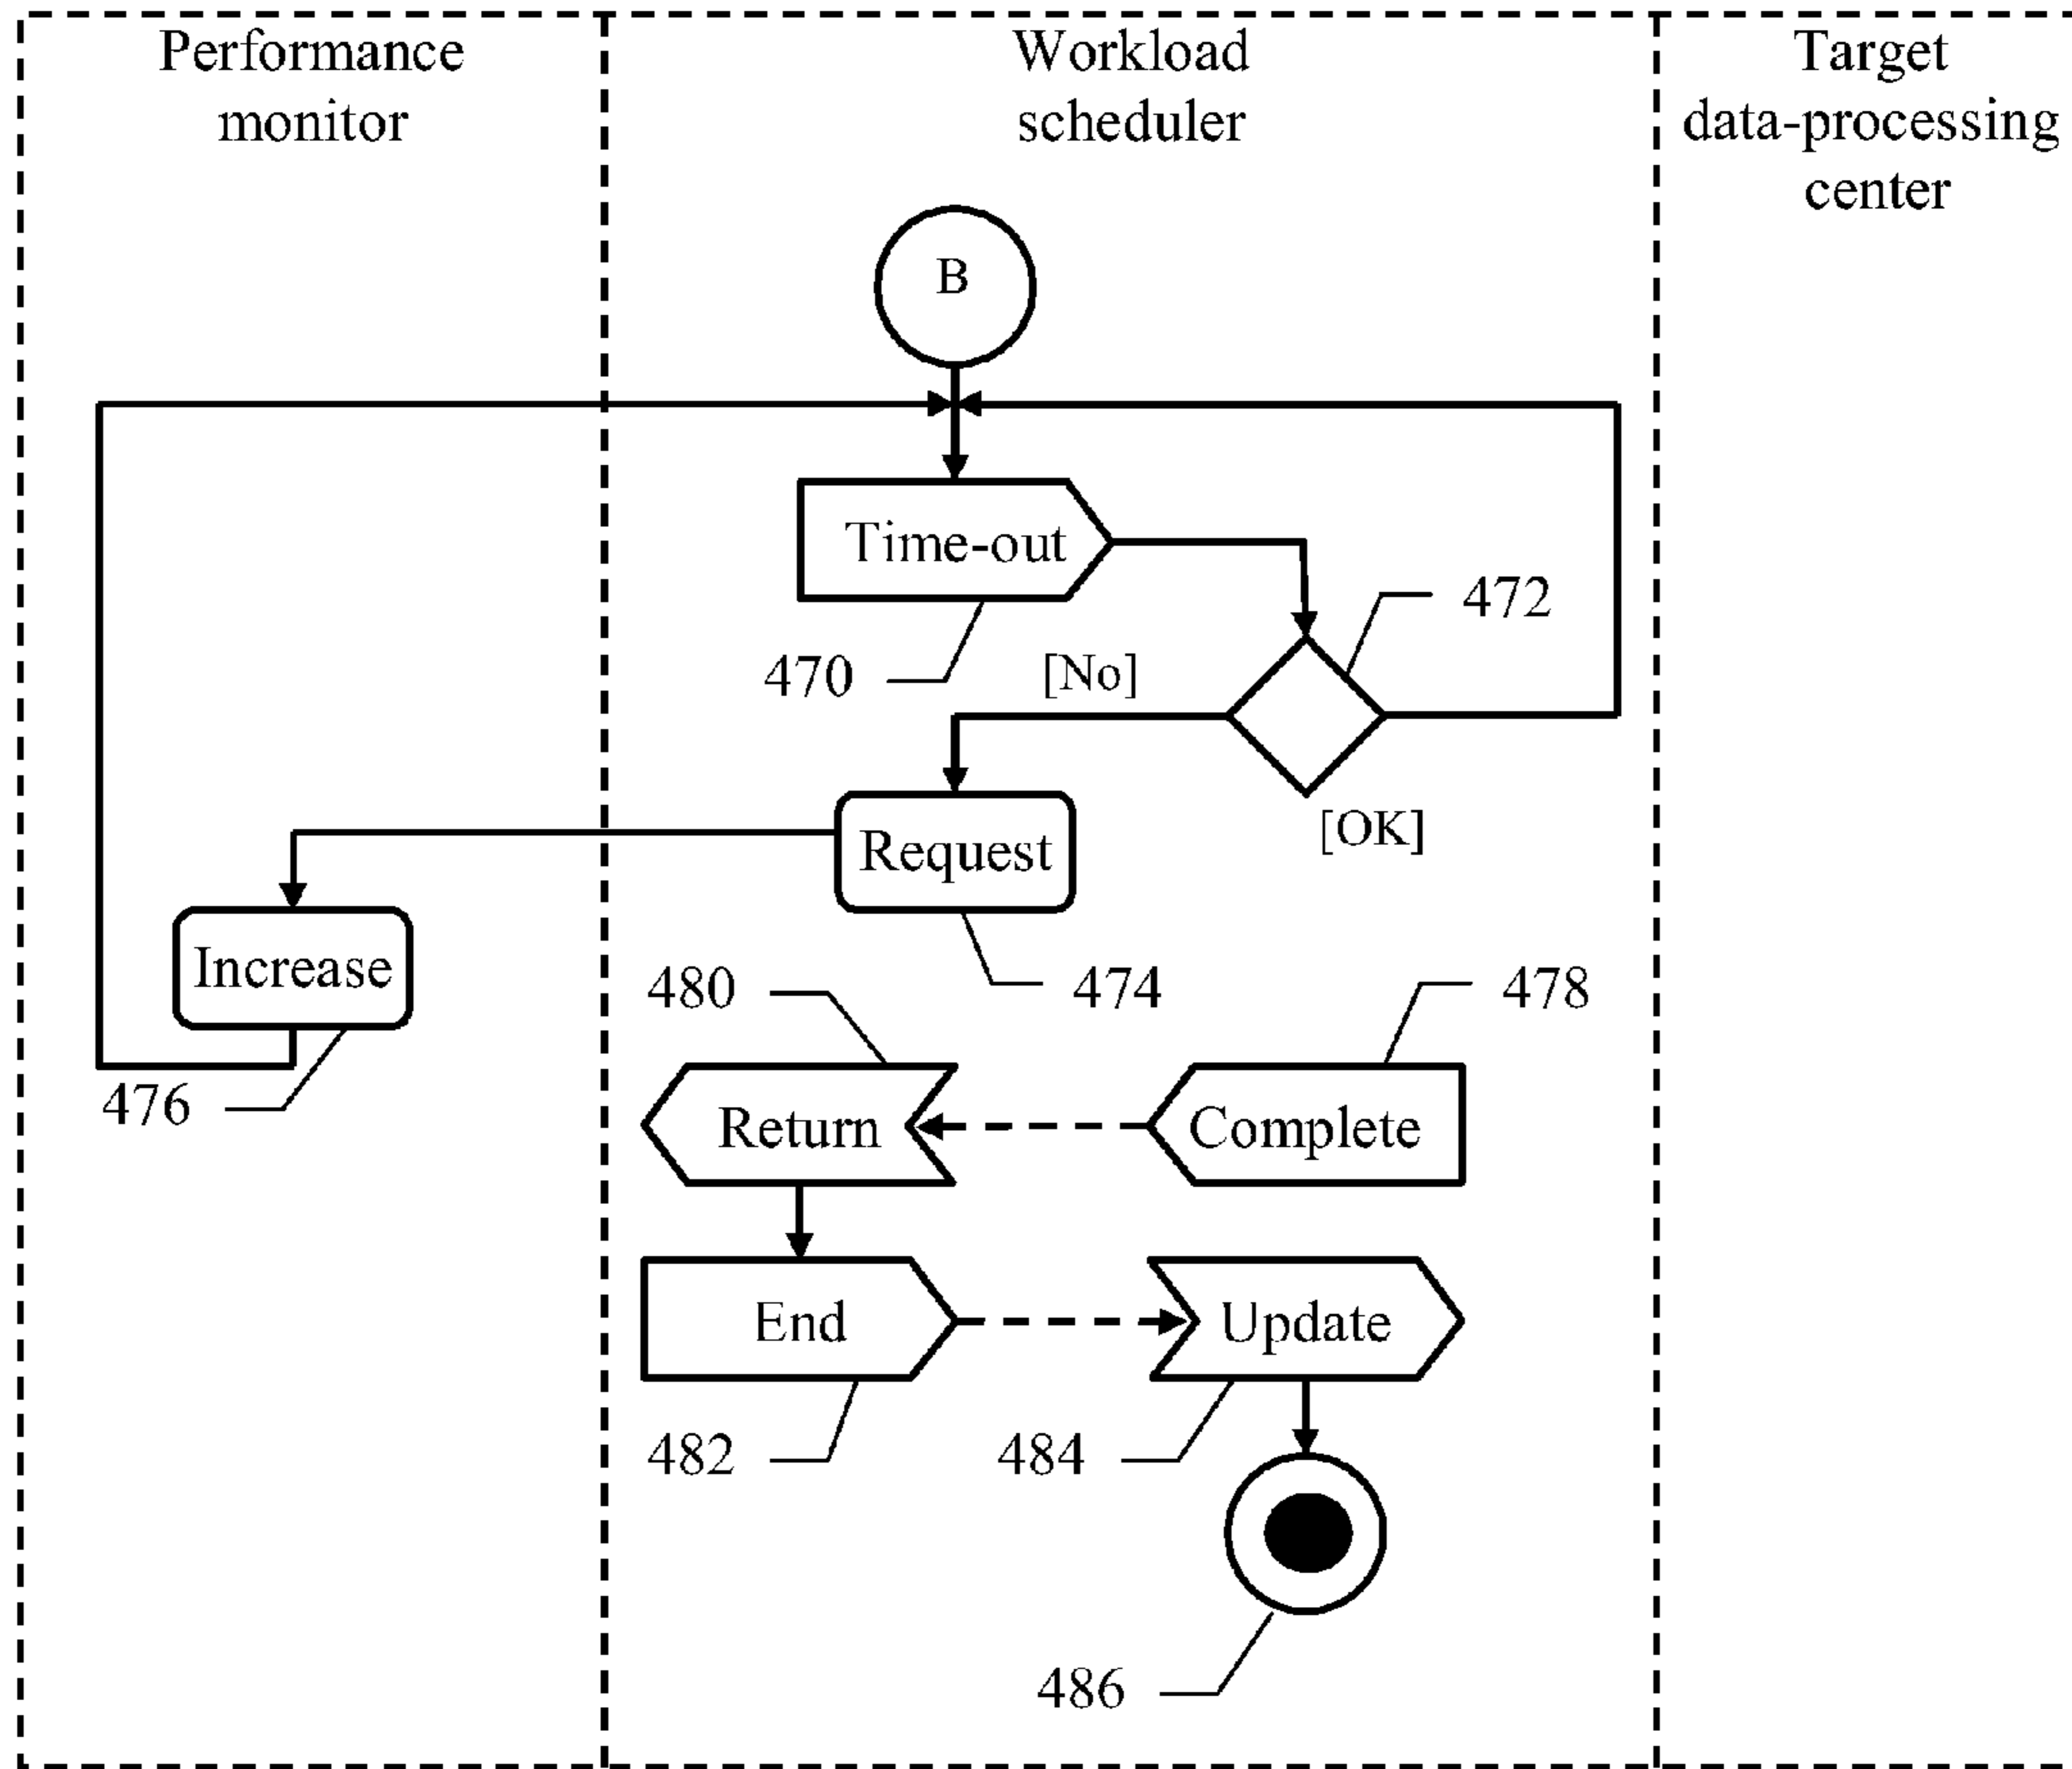 Performance
monitor
Workload
scheduler
Target
data-processing
center
B
Time-out
472
470
[No]
[OK]
Request
Increase
480
474
478
476
Return
Complete
End
Update
482
484
486